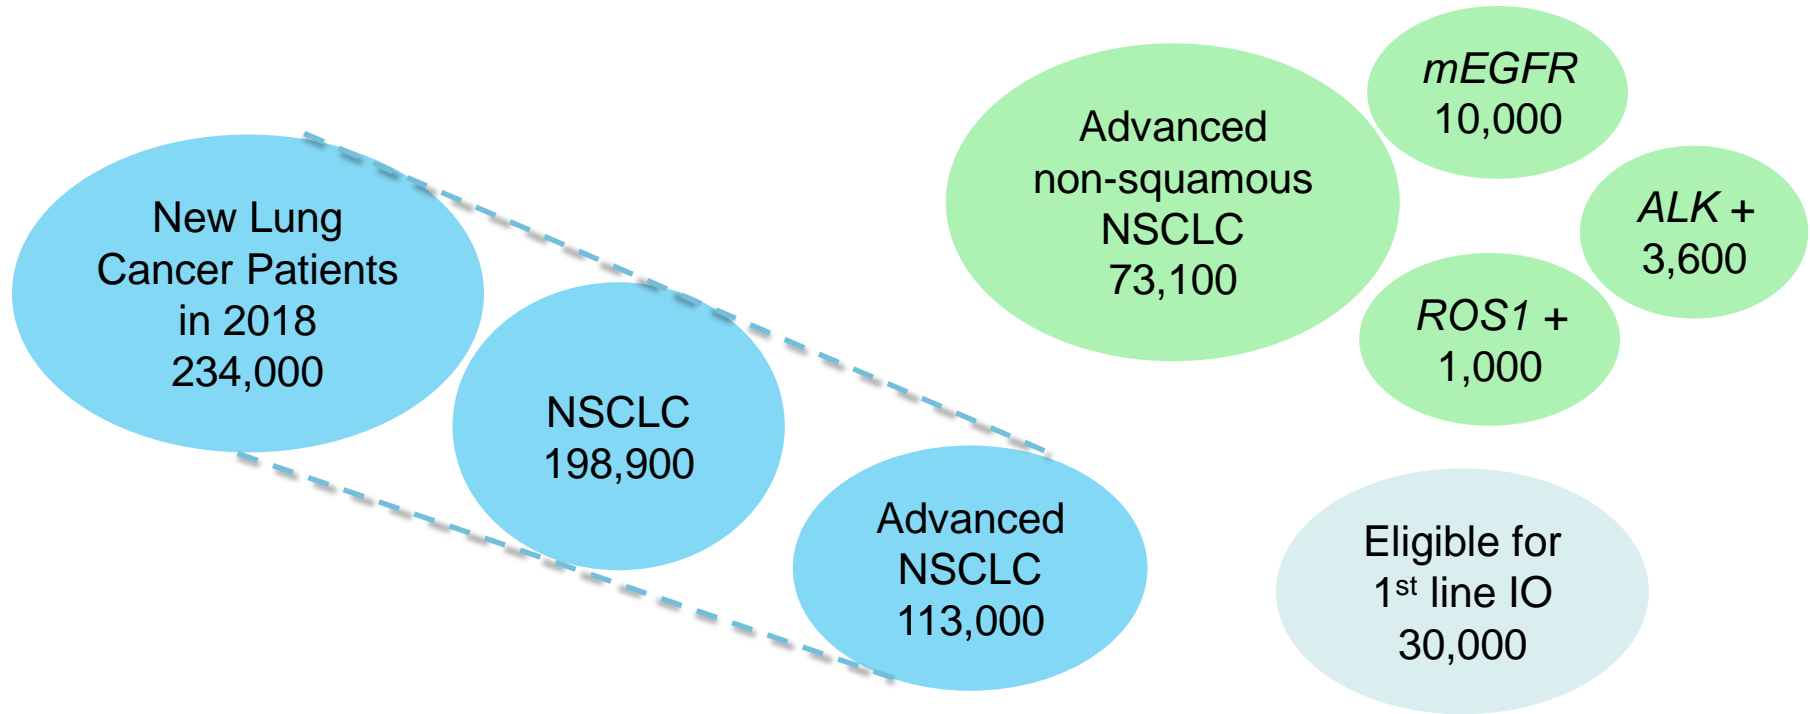 New Lung
Cancer Patients
in 2018
234,000
NSCLC
198,900
Advanced
NSCLC
113,000
Advanced
non-squamous
NSCLC
73,100
mEGFR
10,000
ALK +
3,600
ROS1 +
1,000
Eligible for
1st line IO
30,000